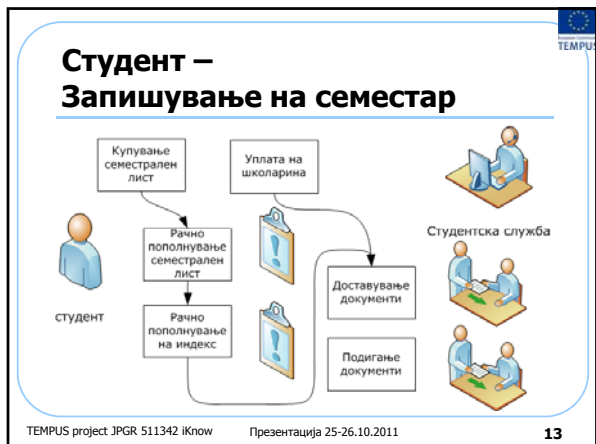 TEMPUS
Студент –
Запишување на семестар
Купување
семестрален
лист
Уплата на
школарина
Рачно
пополнување
семестрален
лист
Рачно
пополнување
на индекс
студент
Студентска служба
Доставување
документи
Подигање
документи
TEMPUS project JPGR 511342 iKnow
Презентација 25-26.10.2011
13